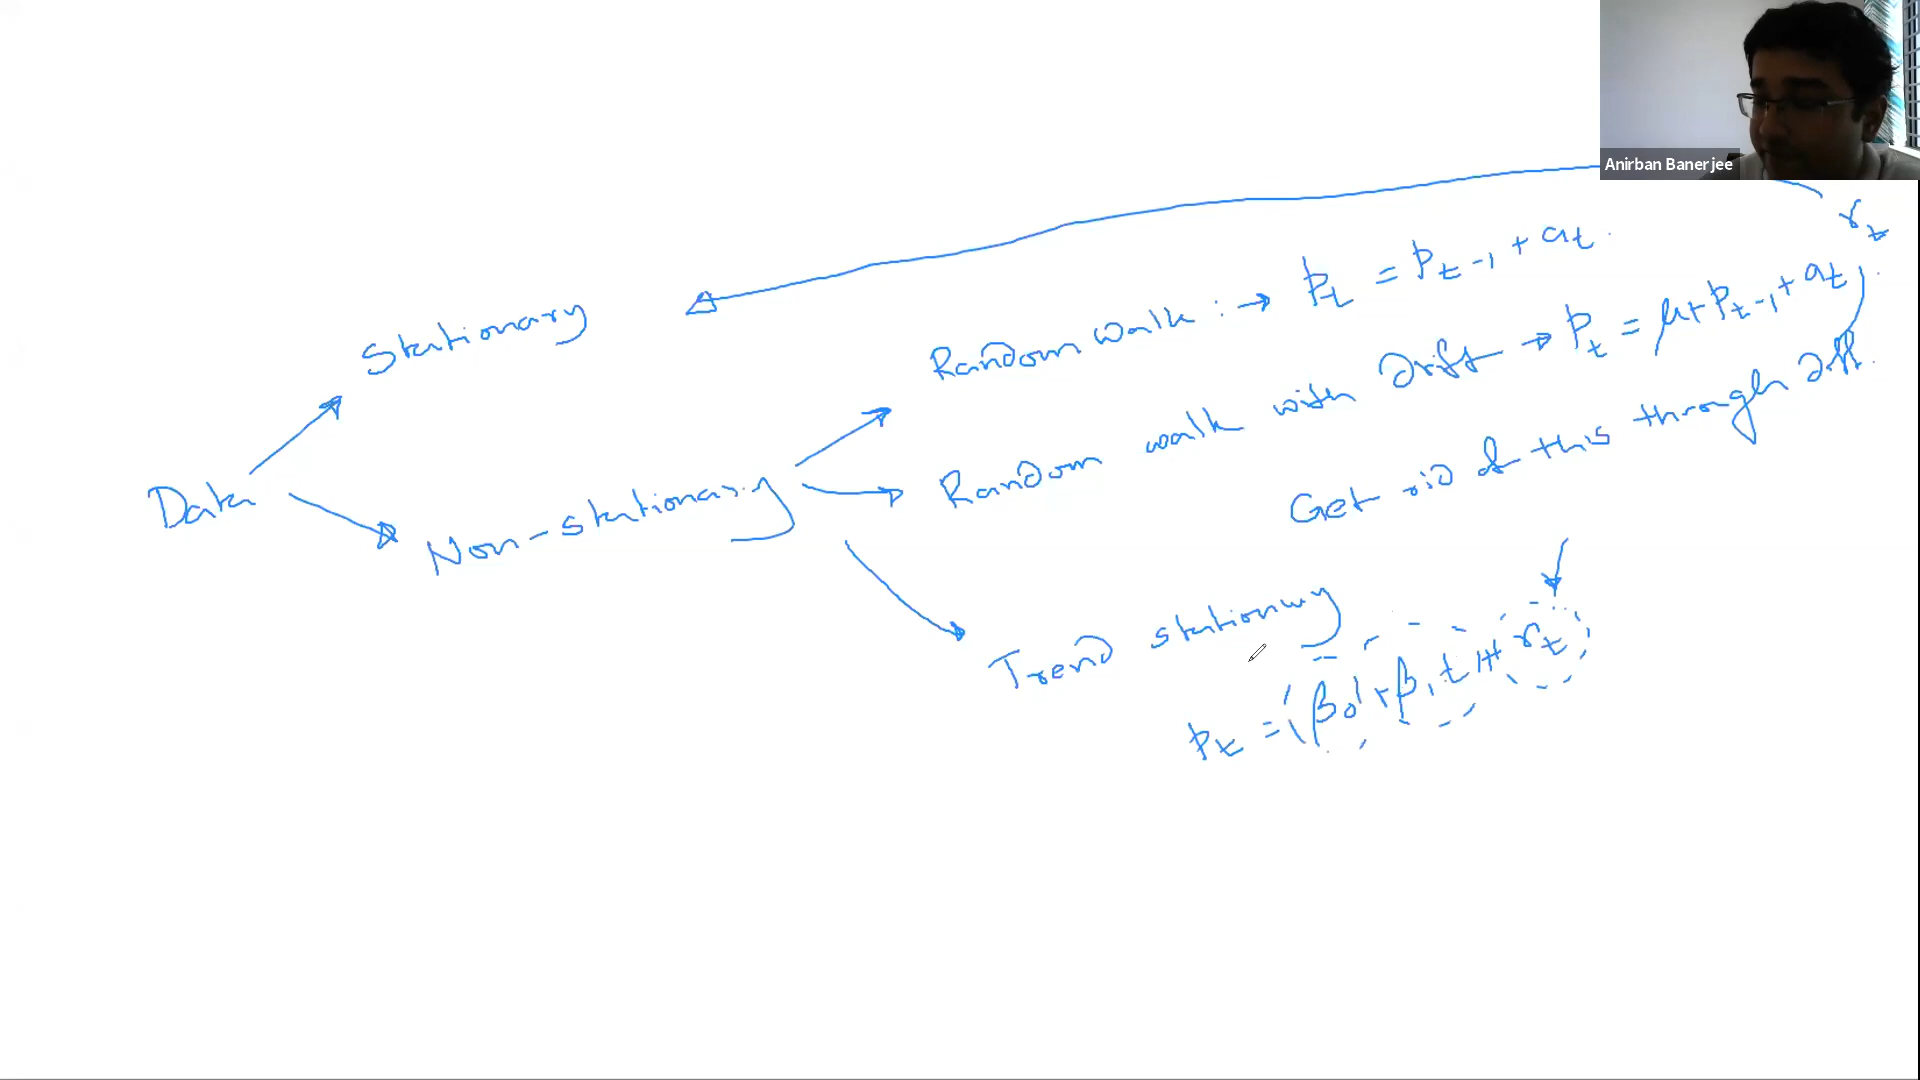 Anirban Banerjee
r_t
Stationary
Random walk : → p_t = p_{t-1} + a_t .
Random walk with Drift → p_t = μ + p_{t-1} + a_t
Data
Non-stationary
Get rid of this through Diff.
Trend stationary
p_t = (β_0 + β_1 t) + r_t